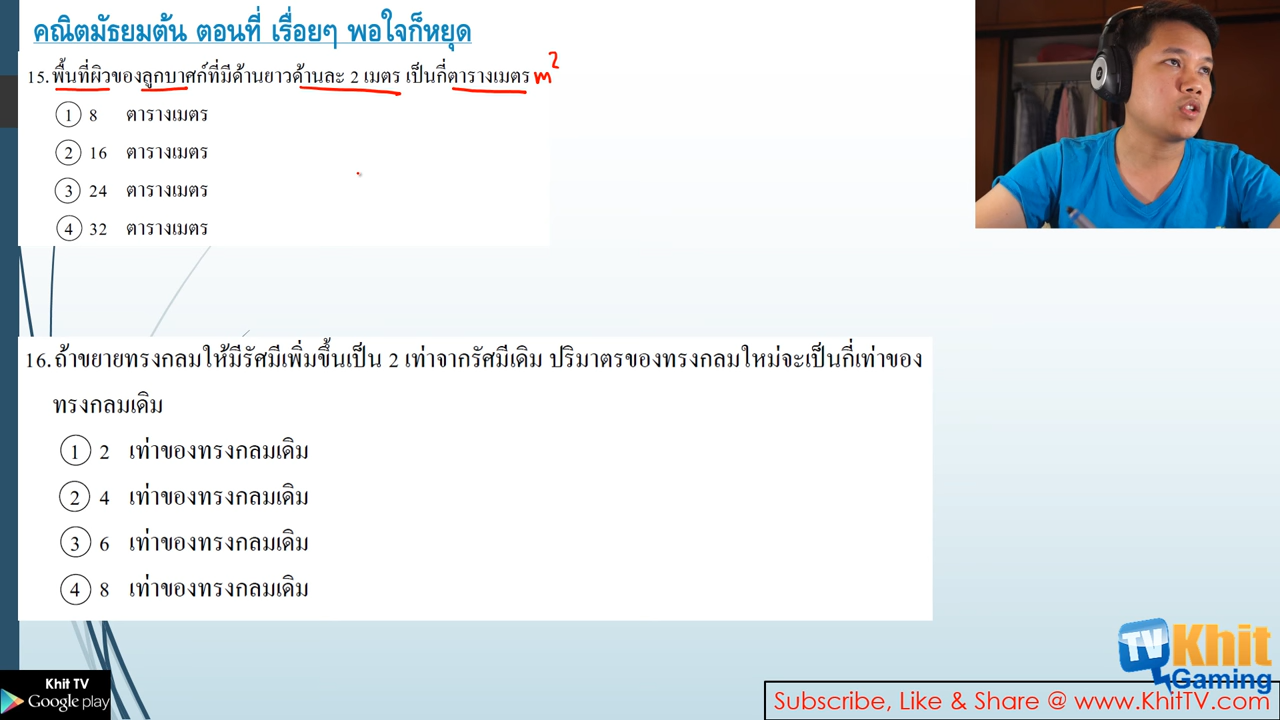 คณิตมัธยมต้น ตอนที่ เรื่อยๆ พอใจก็หยุด
15. พื้นที่ผิวของลูกบาศก์ที่มีด้านยาวด้านละ 2 เมตร เป็นกี่ตารางเมตร m²
1 8 ตารางเมตร
2 16 ตารางเมตร
3 24 ตารางเมตร
4 32 ตารางเมตร
16. ถ้าขยายทรงกลมให้มีรัศมีเพิ่มขึ้นเป็น 2 เท่าจากรัศมีเดิม ปริมาตรของทรงกลมใหม่จะเป็นกี่เท่าของ
ทรงกลมเดิม
1 2 เท่าของทรงกลมเดิม
2 4 เท่าของทรงกลมเดิม
3 6 เท่าของทรงกลมเดิม
4 8 เท่าของทรงกลมเดิม
TV Khit
Gaming
Khit TV
Google play
Subscribe, Like & Share @ www.KhitTV.com